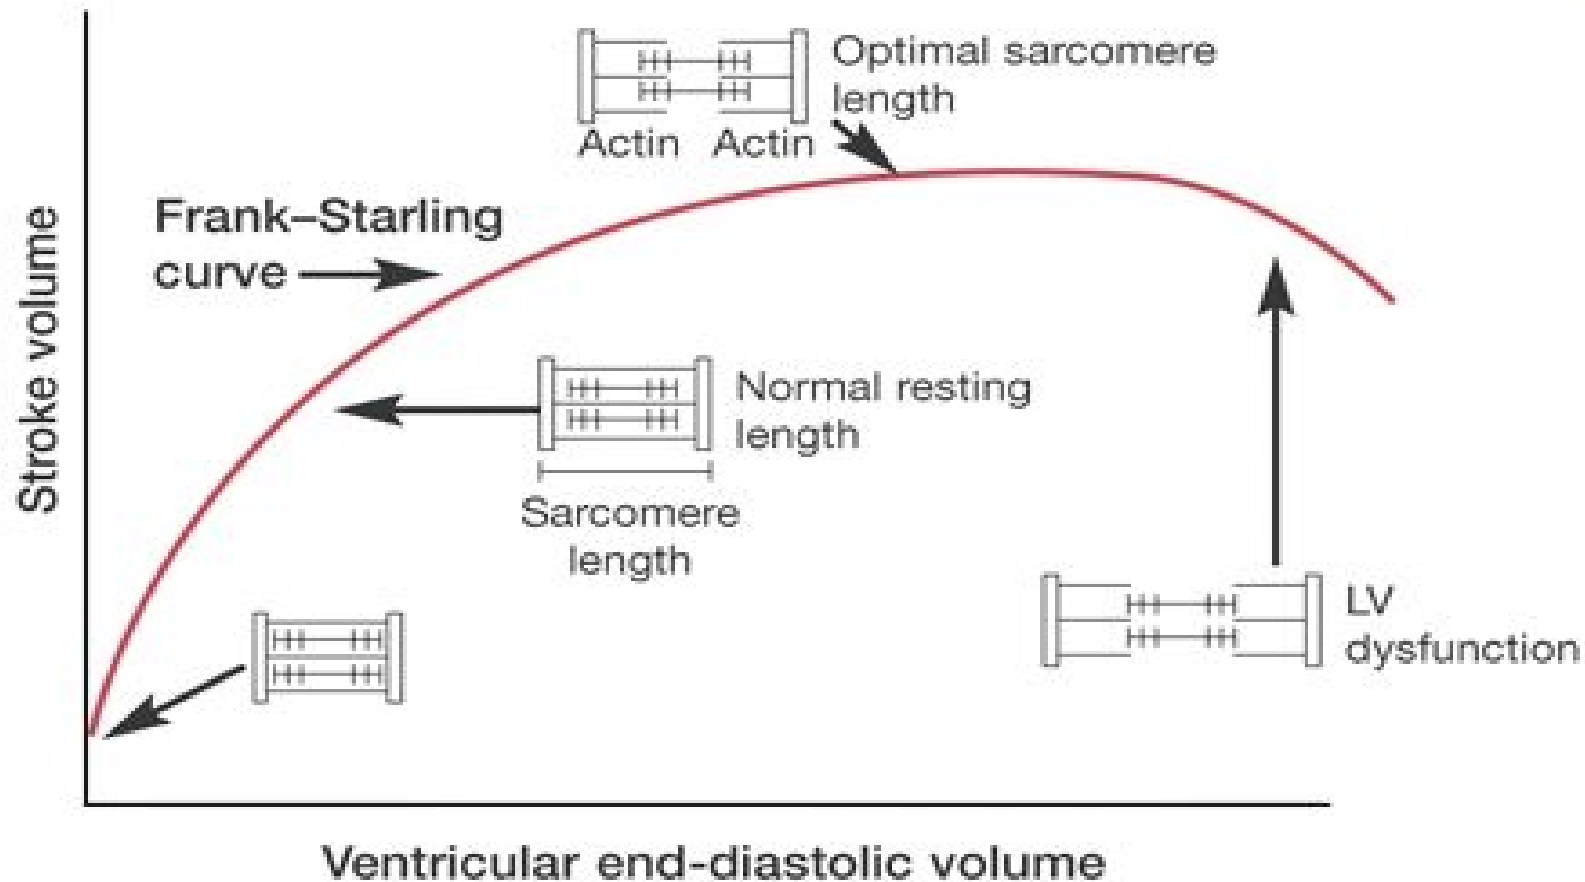 Optimal sarcomere
length
Actin Actin
Frank–Starling
curve
Stroke volume
Normal resting
length
Sarcomere
length
LV
dysfunction
Ventricular end-diastolic volume